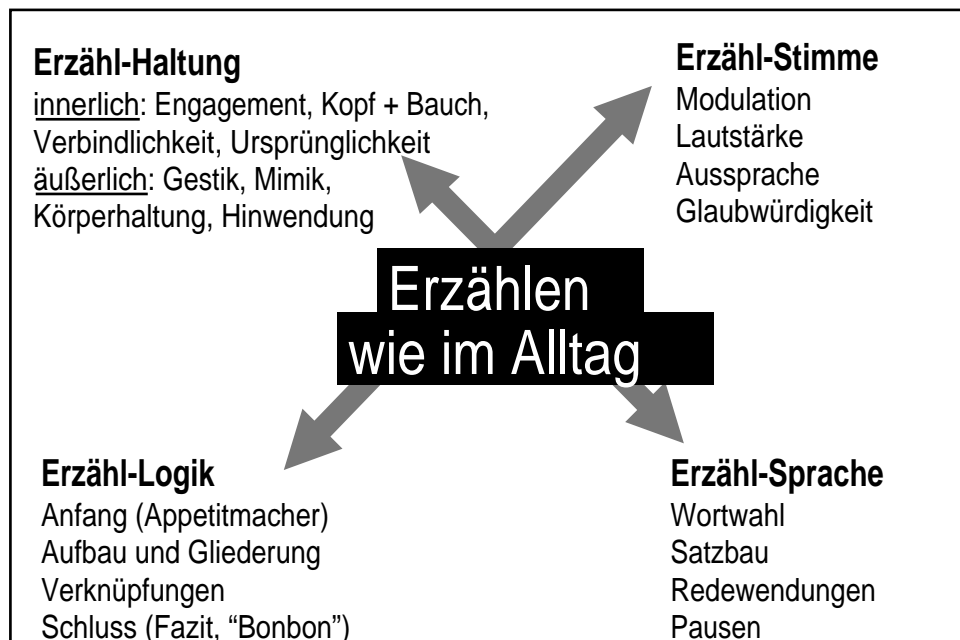 Erzähl-Haltung
innerlich: Engagement, Kopf + Bauch,
Verbindlichkeit, Ursprünglichkeit
äußerlich: Gestik, Mimik,
Körperhaltung, Hinwendung
Erzähl-Stimme
Modulation
Lautstärke
Aussprache
Glaubwürdigkeit
Erzählen
wie im Alltag
Erzähl-Logik
Anfang (Appetitmacher)
Aufbau und Gliederung
Verknüpfungen
Schluss (Fazit, “Bonbon”)
Erzähl-Sprache
Wortwahl
Satzbau
Redewendungen
Pausen